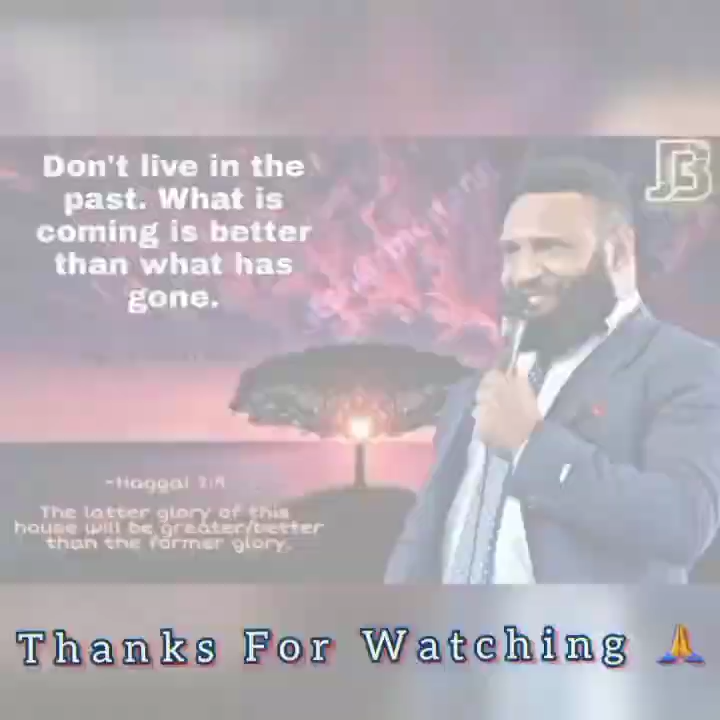 Don't live in the
past. What is
coming is better
than what has
gone.
JB
-Haggai 2:9
The latter glory of this
house will be greater/better
than the former glory.
Thanks For Watching 🙏